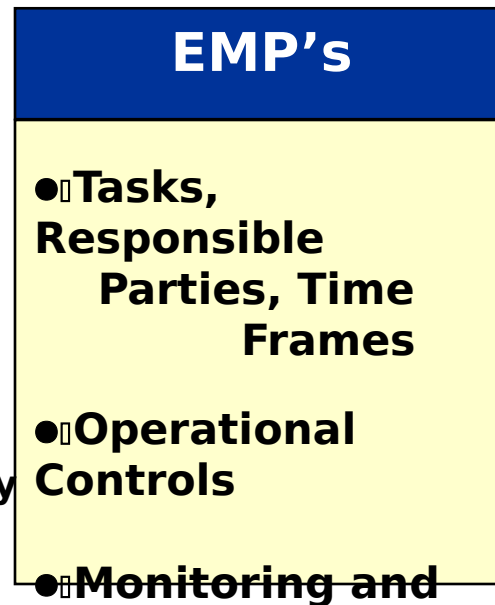 EMP’s
●Tasks,
Responsible
Parties, Time
Frames
●Operational
y Controls
●Monitoring and